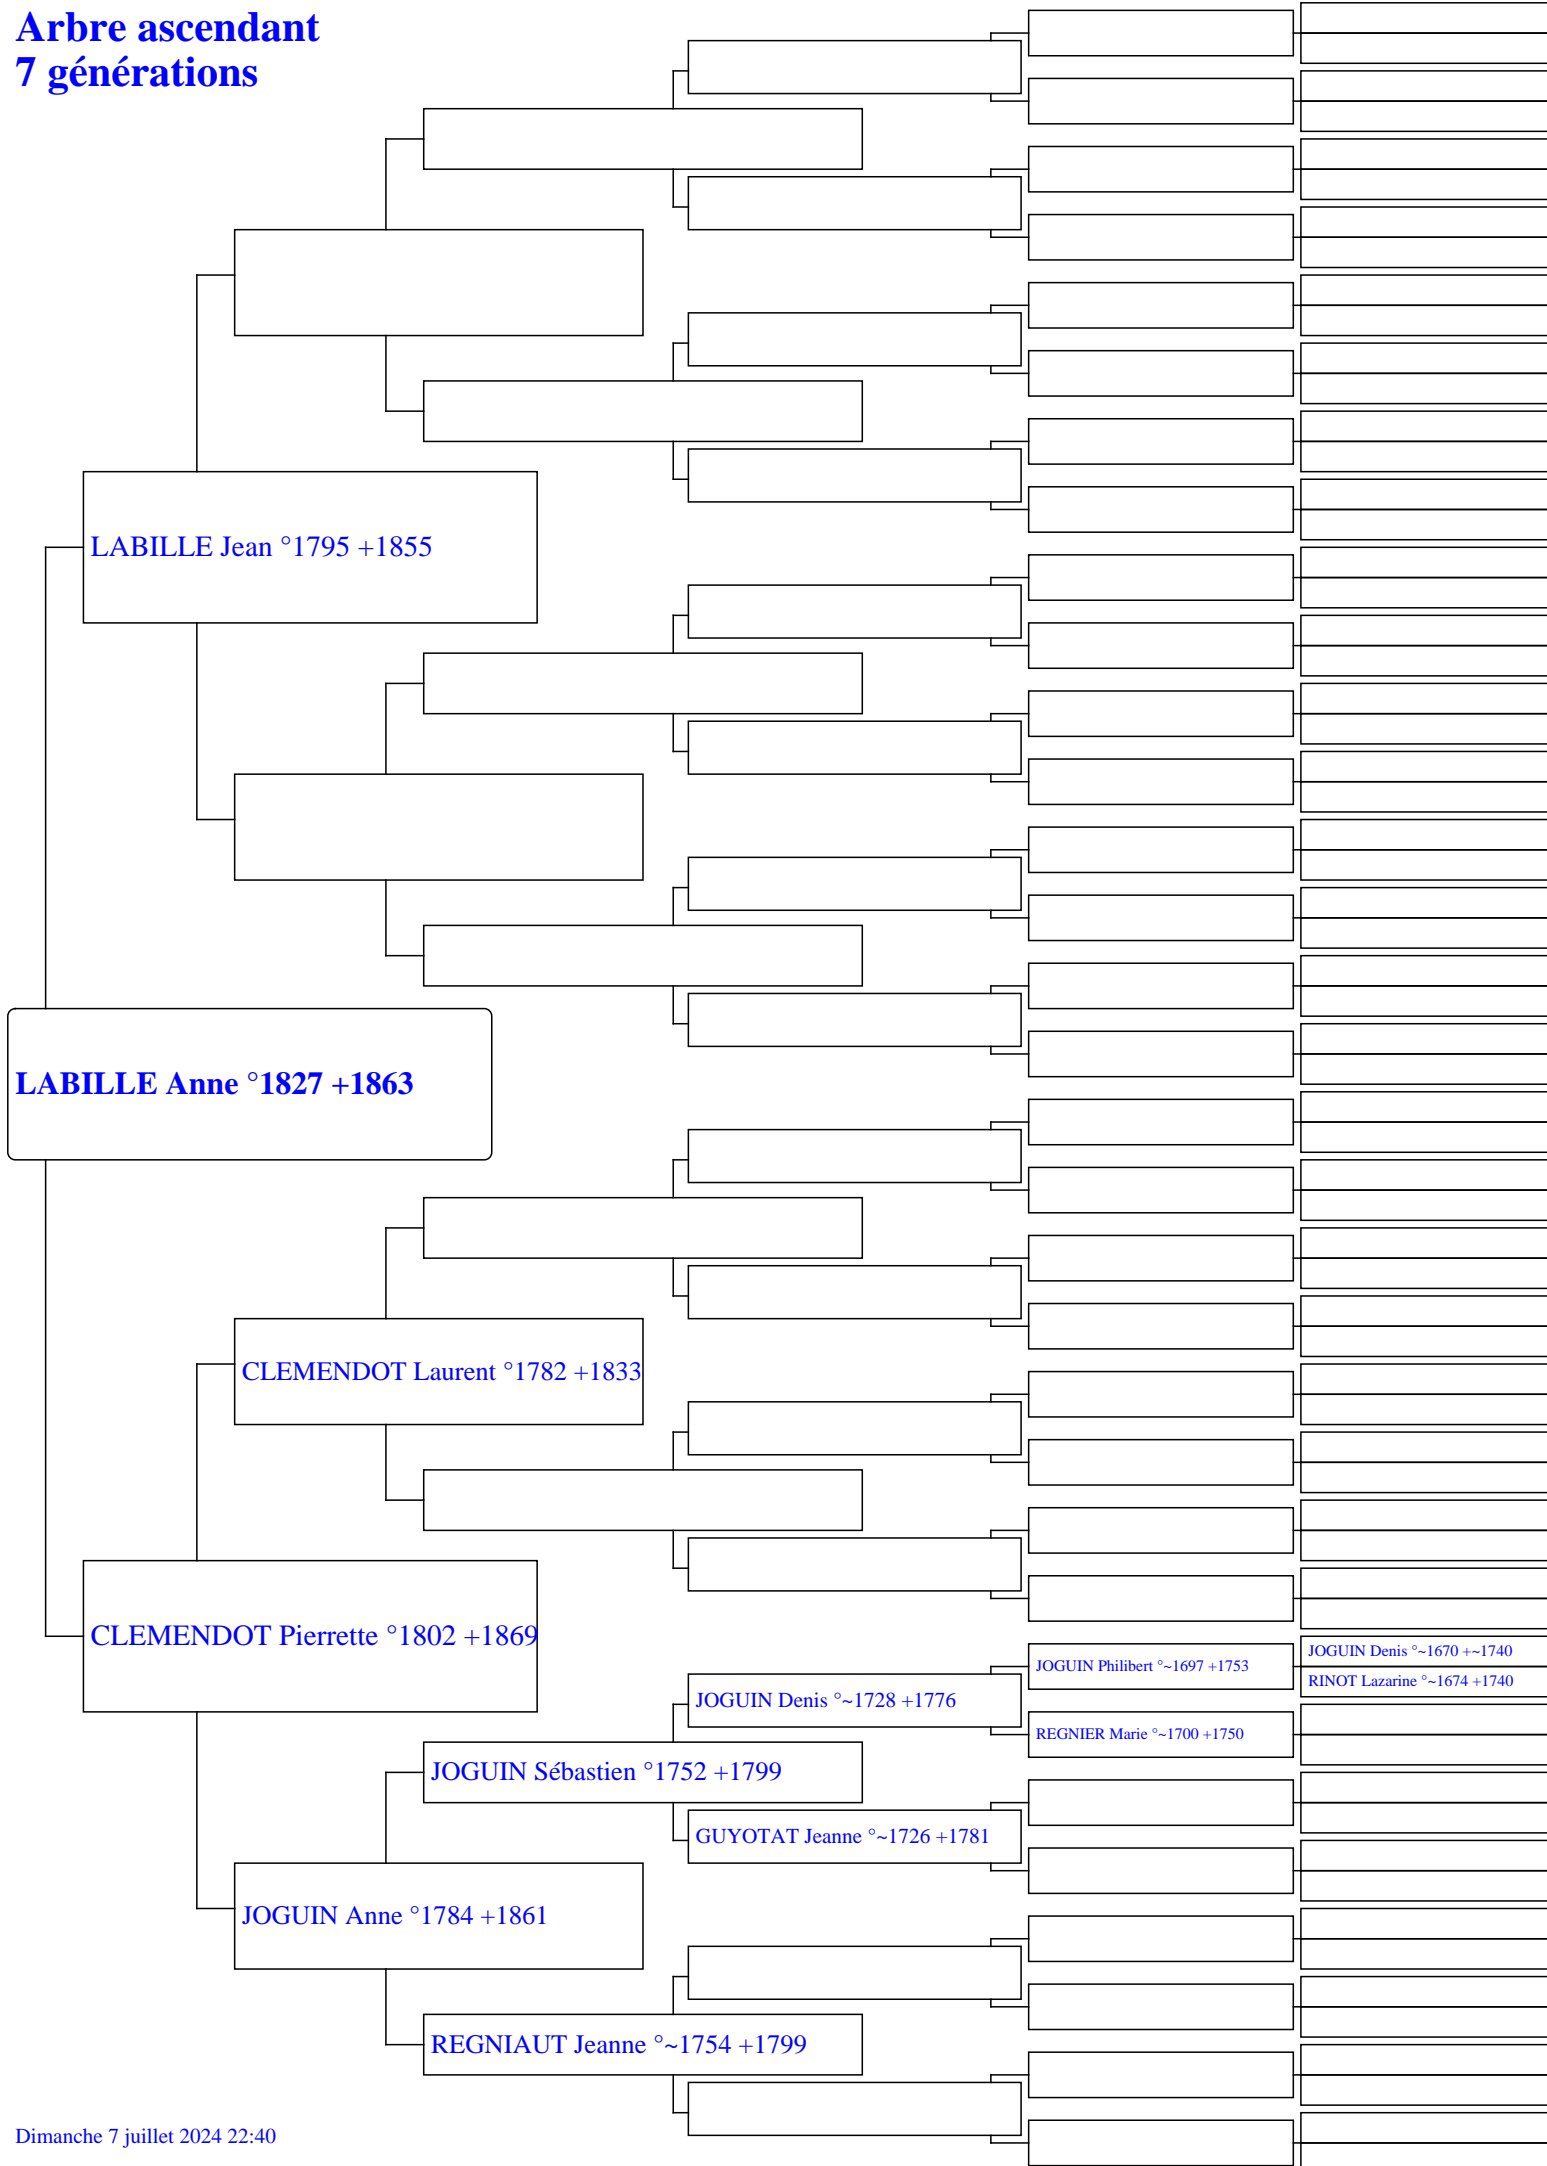 Arbre ascendant
7 générations
LABILLE Jean °1795 +1855
LABILLE Anne °1827 +1863
CLEMENDOT Laurent °1782 +1833
CLEMENDOT Pierrette °1802 +1869
JOGUIN Denis °~1670 +~1740
JOGUIN Philibert °~1697 +1753
RINOT Lazarine °~1674 +1740
JOGUIN Denis °~1728 +1776
REGNIER Marie °~1700 +1750
JOGUIN Sébastien °1752 +1799
GUYOTAT Jeanne °~1726 +1781
JOGUIN Anne °1784 +1861
REGNIAUT Jeanne °~1754 +1799
Dimanche 7 juillet 2024 22:40